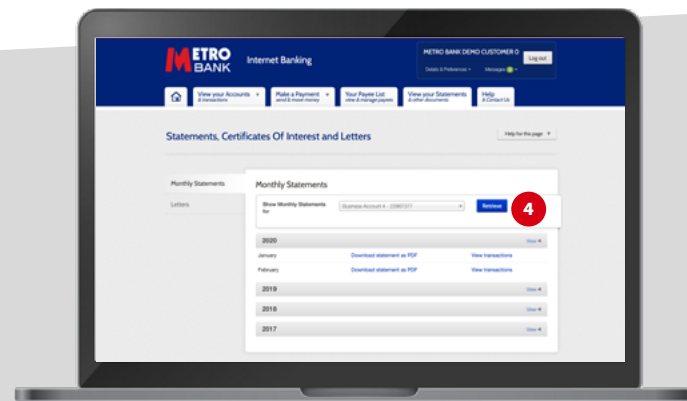 METRO BANK DEMO CUSTOMER 0
Log out
METRO
BANK
Internet Banking
Details & Preferences
Messages
View your Accounts
& transactions
Make a Payment
send & move money
Your Payee List
view & manage payees
View your Statements
& other documents
Help
& Contact Us
Statements, Certificates Of Interest and Letters
Help for this page
Monthly Statements
Letters
Monthly Statements
Show Monthly Statements
for
Retrieve
4
2020
View
January
Download statement as PDF
View transactions
February
Download statement as PDF
View transactions
2019
View
2018
View
2017
View